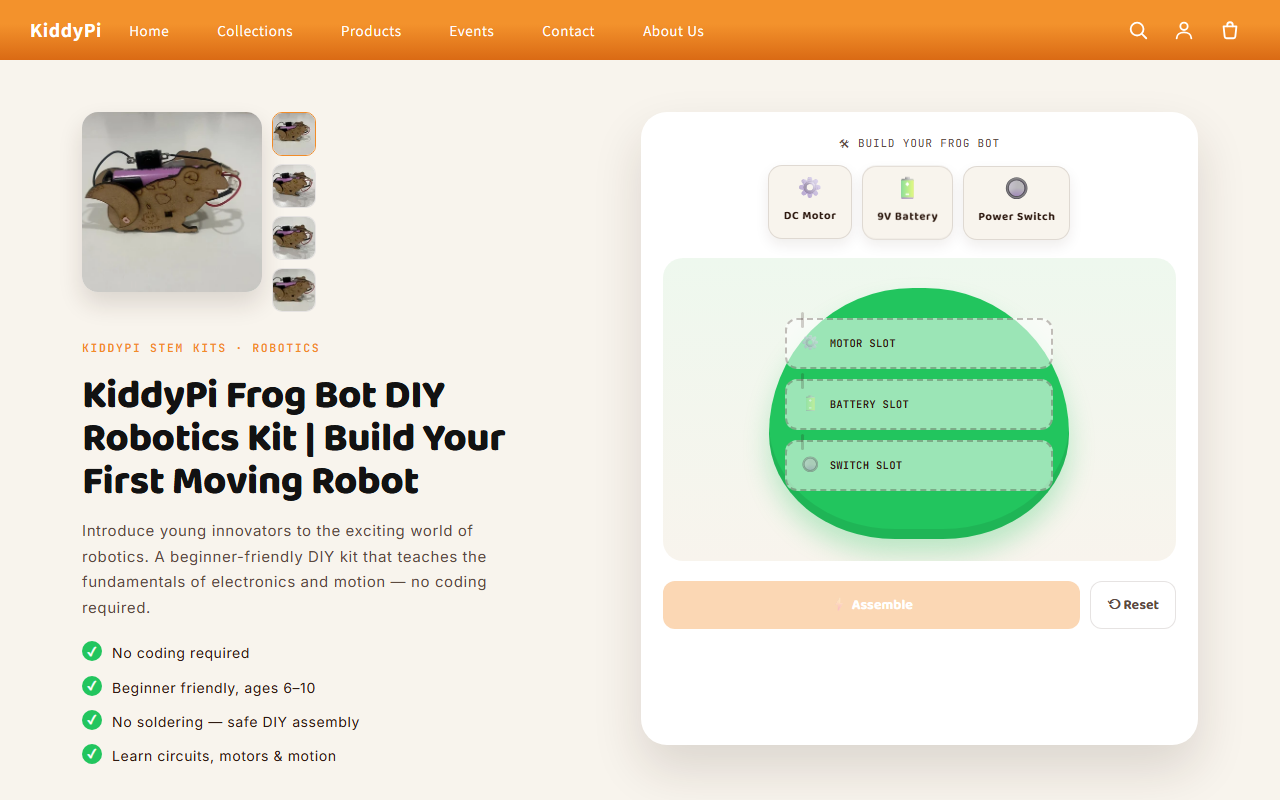 KiddyPi Home Collections Products Events Contact About Us
KIDDYPI STEM KITS · ROBOTICS
KiddyPi Frog Bot DIY
Robotics Kit | Build Your
First Moving Robot
Introduce young innovators to the exciting world of
robotics. A beginner-friendly DIY kit that teaches the
fundamentals of electronics and motion — no coding
required.
No coding required
Beginner friendly, ages 6–10
No soldering — safe DIY assembly
Learn circuits, motors & motion
🛠 BUILD YOUR FROG BOT
DC Motor 9V Battery Power Switch
MOTOR SLOT
BATTERY SLOT
SWITCH SLOT
Assemble ⟲ Reset